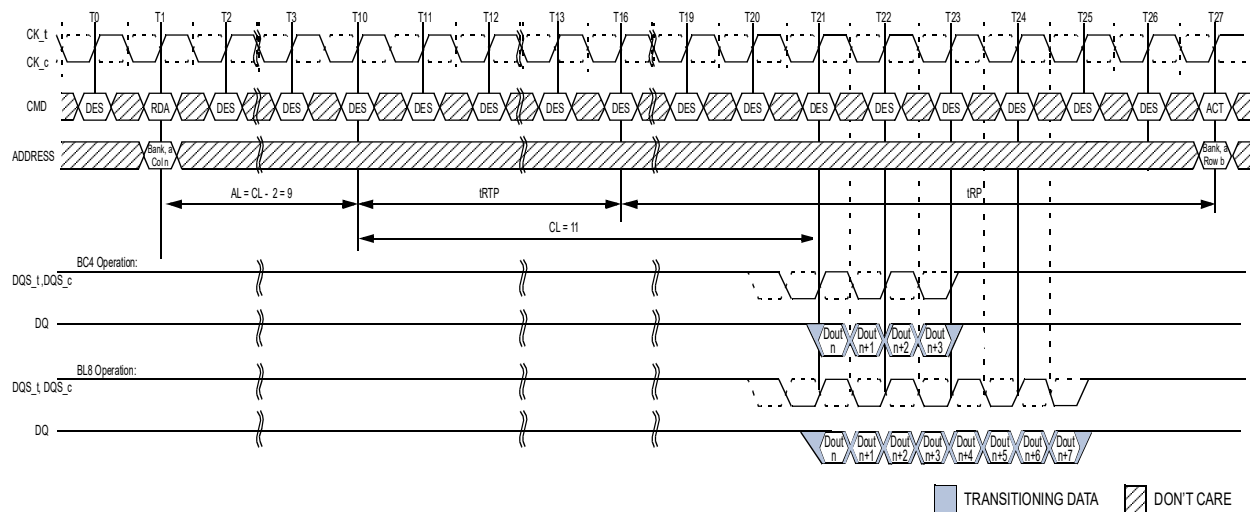 T0 T1 T2 T3 T10 T11 T12 T13 T16 T19 T20 T21 T22 T23 T24 T25 T26 T27
CK_t
CK_c
CMD DES RDA DES DES DES DES DES DES DES DES DES DES DES DES DES DES DES ACT
ADDRESS
Bank, a
Col n
Bank, a
Row b
AL = CL - 2 = 9
tRTP
tRP
CL = 11
BC4 Operation:
DQS_t ,DQS_c
DQ
Dout Dout Dout Dout
n n+1 n+2 n+3
BL8 Operation:
DQS_t, DQS_c
DQ
Dout Dout Dout Dout Dout Dout Dout Dout
n n+1 n+2 n+3 n+4 n+5 n+6 n+7
TRANSITIONING DATA DON'T CARE